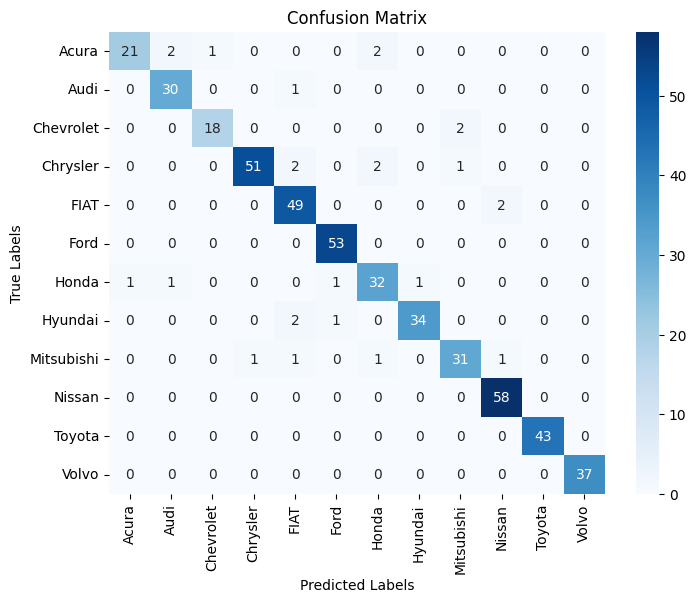 Confusion Matrix
True Labels
Acura 21 2 1 0 0 0 2 0 0 0 0 0
Audi 0 30 0 0 1 0 0 0 0 0 0 0
Chevrolet 0 0 18 0 0 0 0 0 2 0 0 0
Chrysler 0 0 0 51 2 0 2 0 1 0 0 0
FIAT 0 0 0 0 49 0 0 0 0 2 0 0
Ford 0 0 0 0 0 53 0 0 0 0 0 0
Honda 1 1 0 0 0 1 32 1 0 0 0 0
Hyundai 0 0 0 0 2 1 0 34 0 0 0 0
Mitsubishi 0 0 0 1 1 0 1 0 31 1 0 0
Nissan 0 0 0 0 0 0 0 0 0 58 0 0
Toyota 0 0 0 0 0 0 0 0 0 0 43 0
Volvo 0 0 0 0 0 0 0 0 0 0 0 37
Acura Audi Chevrolet Chrysler FIAT Ford Honda Hyundai Mitsubishi Nissan Toyota Volvo
Predicted Labels
50
40
30
20
10
0